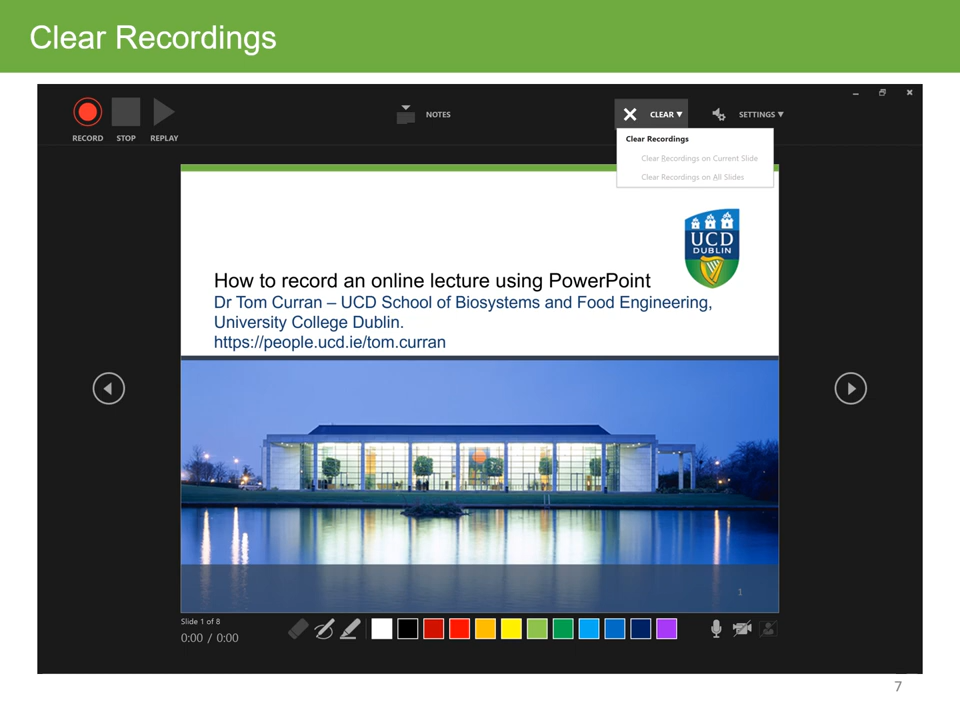 Clear Recordings
RECORD STOP REPLAY
NOTES
CLEAR ▼
SETTINGS ▼
Clear Recordings
Clear Recordings on Current Slide
Clear Recordings on All Slides
UCD
DUBLIN
How to record an online lecture using PowerPoint
Dr Tom Curran – UCD School of Biosystems and Food Engineering,
University College Dublin.
https://people.ucd.ie/tom.curran
1
Slide 1 of 8
0:00 / 0:00
7